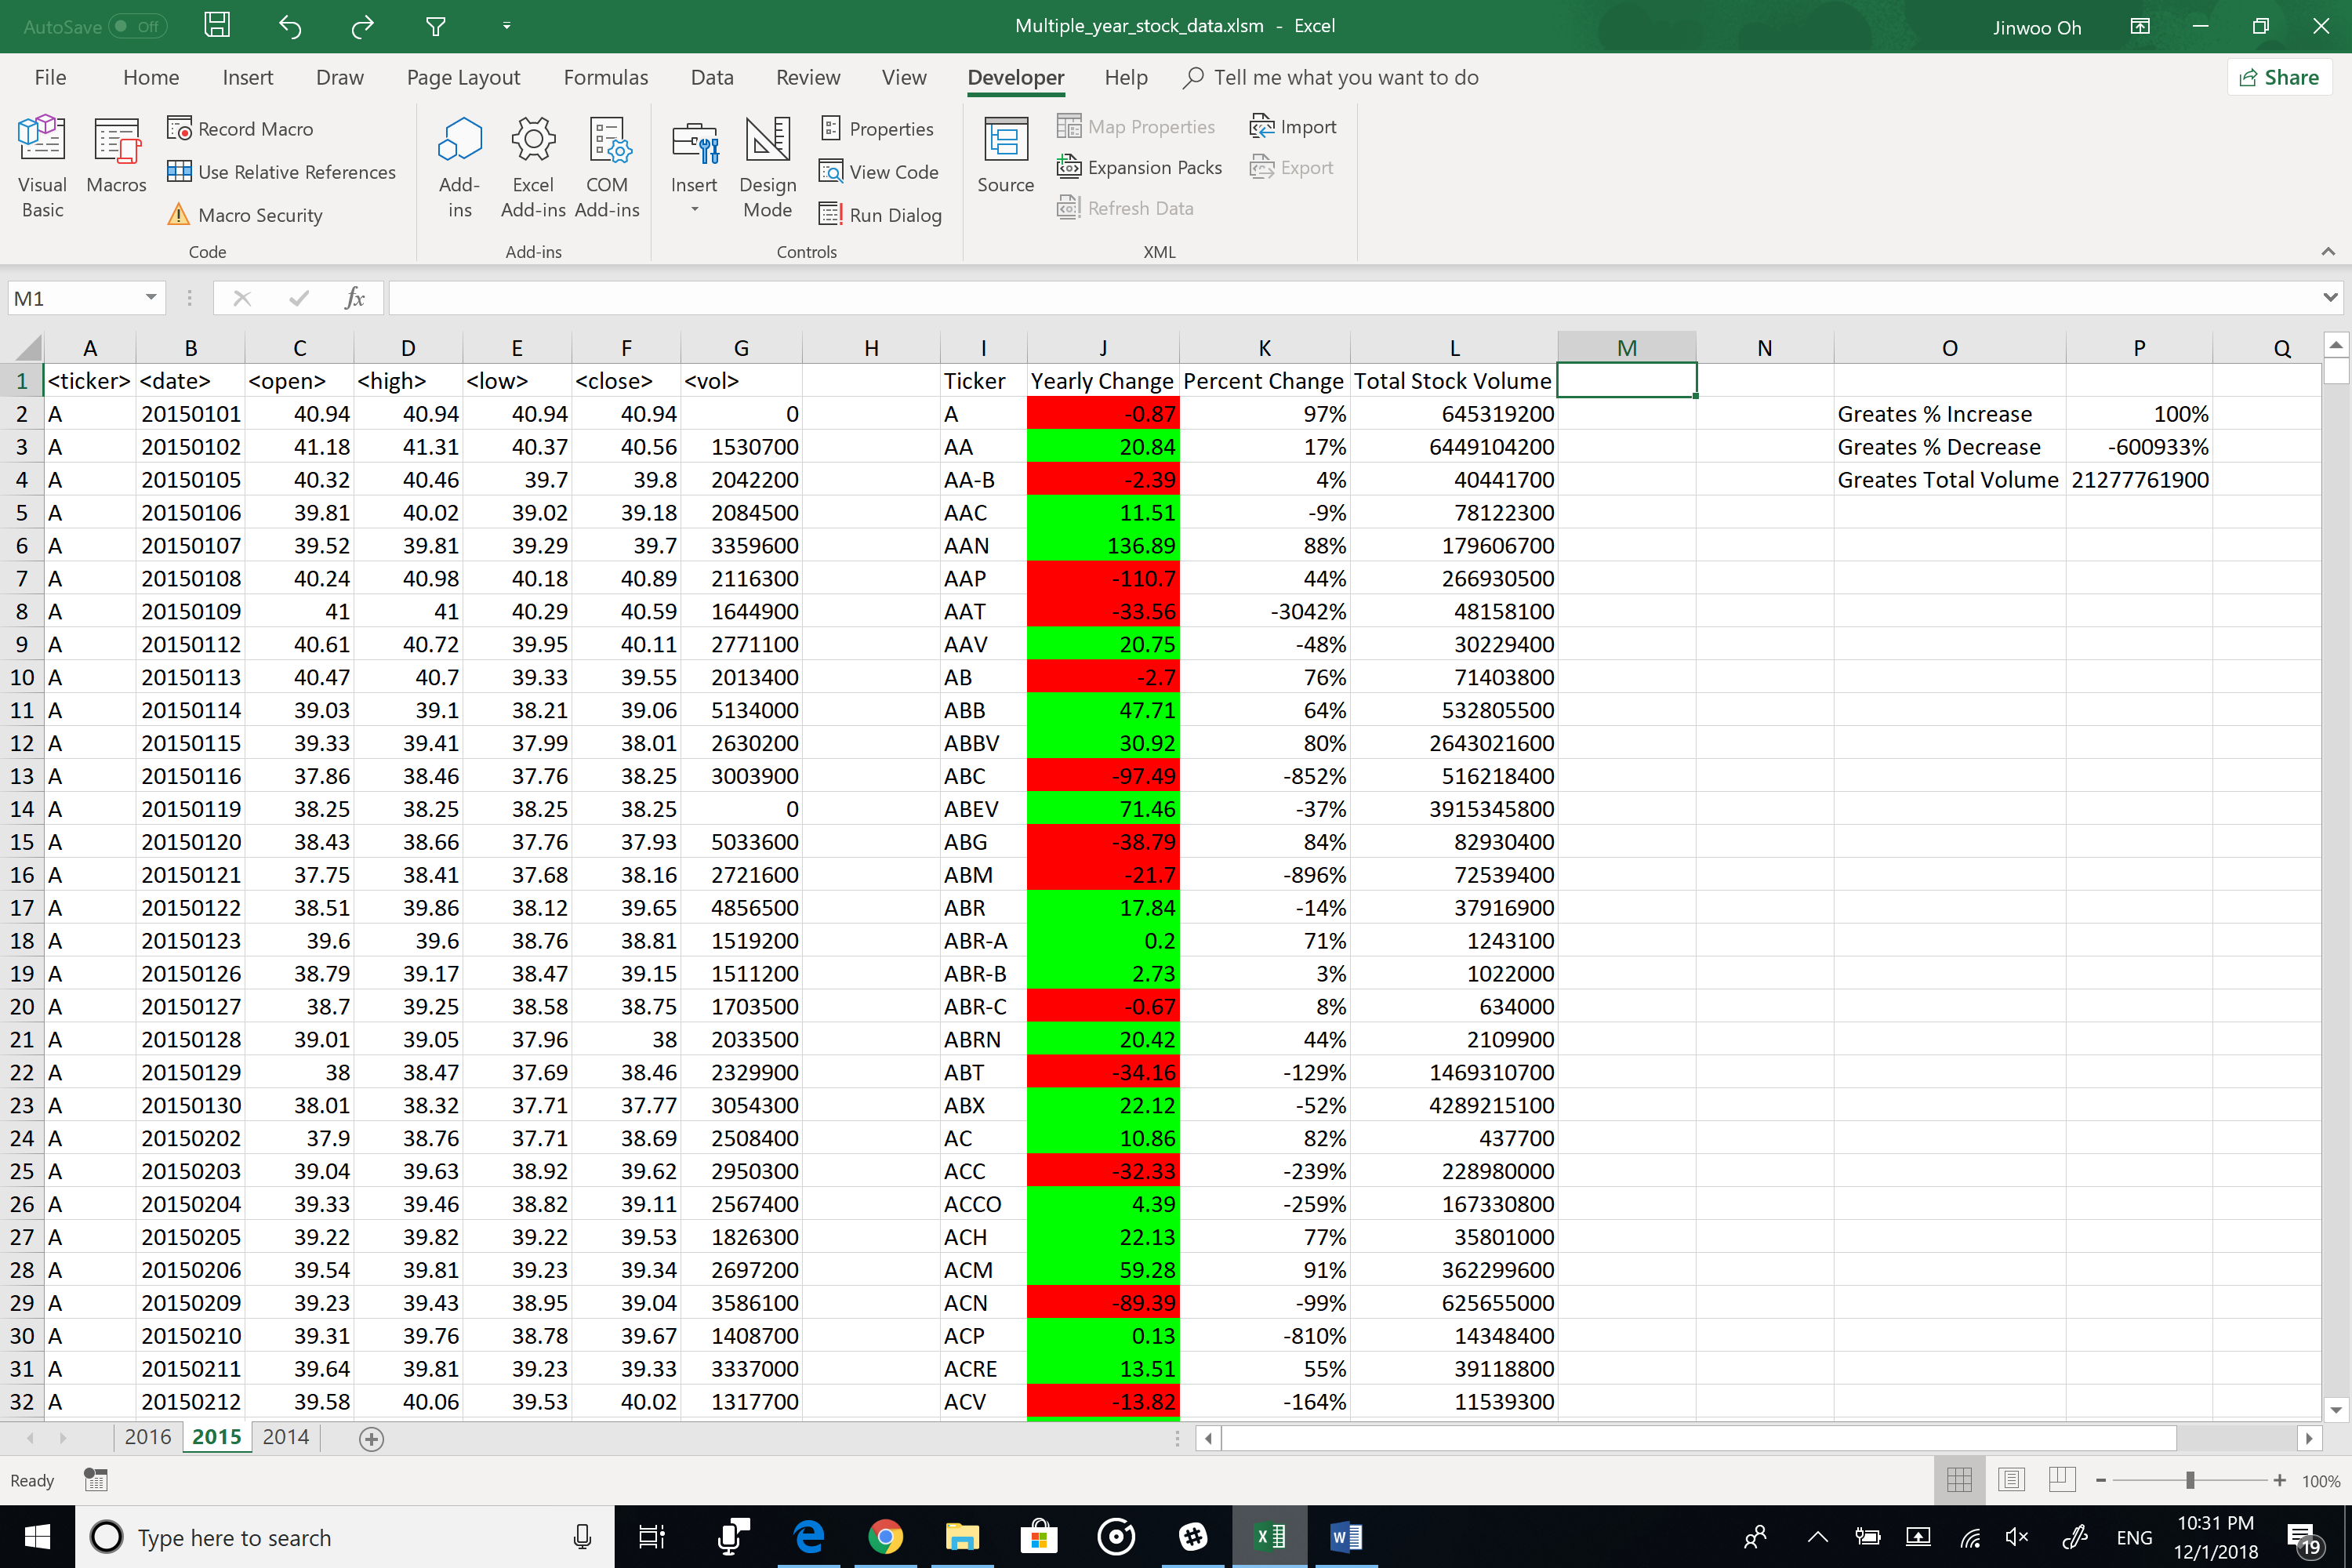 AutoSave Off Multiple_year_stock_data.xlsm - Excel Jinwoo Oh
File Home Insert Draw Page Layout Formulas Data Review View Developer Help Tell me what you want to do Share
Visual Basic
Macros
Record Macro
Use Relative References
Macro Security
Code
Add-ins
Excel Add-ins
COM Add-ins
Add-ins
Insert
Design Mode
Properties
View Code
Run Dialog
Controls
Source
Map Properties
Expansion Packs
Refresh Data
Import
Export
XML
M1 fx
A B C D E F G H I J K L M N O P Q
1 <ticker> <date> <open> <high> <low> <close> <vol> Ticker Yearly Change Percent Change Total Stock Volume
2 A 20150101 40.94 40.94 40.94 40.94 0 A -0.87 97% 645319200 Greates % Increase 100%
3 A 20150102 41.18 41.31 40.37 40.56 1530700 AA 20.84 17% 6449104200 Greates % Decrease -600933%
4 A 20150105 40.32 40.46 39.7 39.8 2042200 AA-B -2.39 4% 40441700 Greates Total Volume 21277761900
5 A 20150106 39.81 40.02 39.02 39.18 2084500 AAC 11.51 -9% 78122300
6 A 20150107 39.52 39.81 39.29 39.7 3359600 AAN 136.89 88% 179606700
7 A 20150108 40.24 40.98 40.18 40.89 2116300 AAP -110.7 44% 266930500
8 A 20150109 41 41 40.29 40.59 1644900 AAT -33.56 -3042% 48158100
9 A 20150112 40.61 40.72 39.95 40.11 2771100 AAV 20.75 -48% 30229400
10 A 20150113 40.47 40.7 39.33 39.55 2013400 AB -2.7 76% 71403800
11 A 20150114 39.03 39.1 38.21 39.06 5134000 ABB 47.71 64% 532805500
12 A 20150115 39.33 39.41 37.99 38.01 2630200 ABBV 30.92 80% 2643021600
13 A 20150116 37.86 38.46 37.76 38.25 3003900 ABC -97.49 -852% 516218400
14 A 20150119 38.25 38.25 38.25 38.25 0 ABEV 71.46 -37% 3915345800
15 A 20150120 38.43 38.66 37.76 37.93 5033600 ABG -38.79 84% 82930400
16 A 20150121 37.75 38.41 37.68 38.16 2721600 ABM -21.7 -896% 72539400
17 A 20150122 38.51 39.86 38.12 39.65 4856500 ABR 17.84 -14% 37916900
18 A 20150123 39.6 39.6 38.76 38.81 1519200 ABR-A 0.2 71% 1243100
19 A 20150126 38.79 39.17 38.47 39.15 1511200 ABR-B 2.73 3% 1022000
20 A 20150127 38.7 39.25 38.58 38.75 1703500 ABR-C -0.67 8% 634000
21 A 20150128 39.01 39.05 37.96 38 2033500 ABRN 20.42 44% 2109900
22 A 20150129 38 38.47 37.69 38.46 2329900 ABT -34.16 -129% 1469310700
23 A 20150130 38.01 38.32 37.71 37.77 3054300 ABX 22.12 -52% 4289215100
24 A 20150202 37.9 38.76 37.71 38.69 2508400 AC 10.86 82% 437700
25 A 20150203 39.04 39.63 38.92 39.62 2950300 ACC -32.33 -239% 228980000
26 A 20150204 39.33 39.46 38.82 39.11 2567400 ACCO 4.39 -259% 167330800
27 A 20150205 39.22 39.82 39.22 39.53 1826300 ACH 22.13 77% 35801000
28 A 20150206 39.54 39.81 39.23 39.34 2697200 ACM 59.28 91% 362299600
29 A 20150209 39.23 39.43 38.95 39.04 3586100 ACN -89.39 -99% 625655000
30 A 20150210 39.31 39.76 38.78 39.67 1408700 ACP 0.13 -810% 14348400
31 A 20150211 39.64 39.81 39.23 39.33 3337000 ACRE 13.51 55% 39118800
32 A 20150212 39.58 40.06 39.53 40.02 1317700 ACV -13.82 -164% 11539300
2016 2015 2014
Ready 100%
Type here to search ENG 10:31 PM
12/1/2018 19